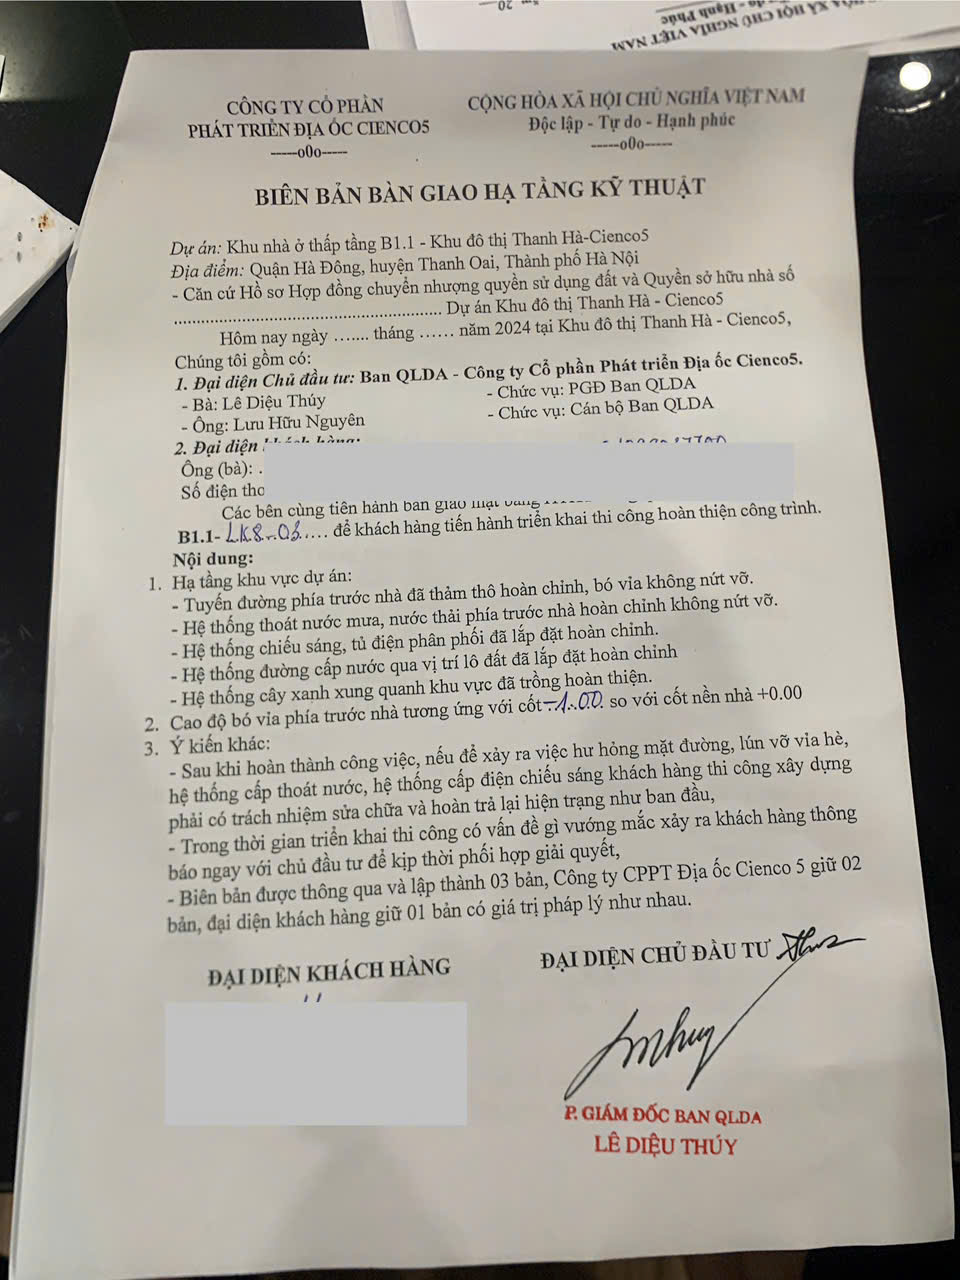 20
XÃ HỘI CHỦ NGHĨA VIỆT NAM
Hạnh Phúc
CÔNG TY CỔ PHẦN
PHÁT TRIỂN ĐỊA ỐC CIENCO5
-----o0o-----
CỘNG HÒA XÃ HỘI CHỦ NGHĨA VIỆT NAM
Độc lập - Tự do - Hạnh phúc
-----o0o-----
BIÊN BẢN BÀN GIAO HẠ TẦNG KỸ THUẬT
Dự án: Khu nhà ở thấp tầng B1.1 - Khu đô thị Thanh Hà-Cienco5
Địa điểm: Quận Hà Đông, huyện Thanh Oai, Thành phố Hà Nội
- Căn cứ Hồ sơ Hợp đồng chuyển nhượng quyền sử dụng đất và Quyền sở hữu nhà số
.................................................... Dự án Khu đô thị Thanh Hà - Cienco5
Hôm nay ngày ....... tháng ...... năm 2024 tại Khu đô thị Thanh Hà - Cienco5,
Chúng tôi gồm có:
1. Đại diện Chủ đầu tư: Ban QLDA - Công ty Cổ phần Phát triển Địa ốc Cienco5.
- Bà: Lê Diệu Thúy - Chức vụ: PGĐ Ban QLDA
- Ông: Lưu Hữu Nguyên - Chức vụ: Cán bộ Ban QLDA
2. Đại diện khách hàng:
Ông (bà): .
Số điện tho
Các bên cùng tiến hành bàn giao mặt bằng
B1.1- LK8-03.... để khách hàng tiến hành triển khai thi công hoàn thiện công trình.
Nội dung:
1. Hạ tầng khu vực dự án:
- Tuyến đường phía trước nhà đã thảm thô hoàn chỉnh, bó vỉa không nứt vỡ.
- Hệ thống thoát nước mưa, nước thải phía trước nhà hoàn chỉnh không nứt vỡ.
- Hệ thống chiếu sáng, tủ điện phân phối đã lắp đặt hoàn chỉnh.
- Hệ thống đường cấp nước qua vị trí lô đất đã lắp đặt hoàn chỉnh
- Hệ thống cây xanh xung quanh khu vực đã trồng hoàn thiện.
2. Cao độ bó vỉa phía trước nhà tương ứng với cốt -1.00 so với cốt nền nhà +0.00
3. Ý kiến khác:
- Sau khi hoàn thành công việc, nếu để xảy ra việc hư hỏng mặt đường, lún vỡ vỉa hè,
hệ thống cấp thoát nước, hệ thống cấp điện chiếu sáng khách hàng thi công xây dựng
phải có trách nhiệm sửa chữa và hoàn trả lại hiện trạng như ban đầu,
- Trong thời gian triển khai thi công có vấn đề gì vướng mắc xảy ra khách hàng thông
báo ngay với chủ đầu tư để kịp thời phối hợp giải quyết,
- Biên bản được thông qua và lập thành 03 bản, Công ty CPPT Địa ốc Cienco 5 giữ 02
bản, đại diện khách hàng giữ 01 bản có giá trị pháp lý như nhau.
ĐẠI DIỆN KHÁCH HÀNG
ĐẠI DIỆN CHỦ ĐẦU TƯ
P. GIÁM ĐỐC BAN QLDA
LÊ DIỆU THÚY